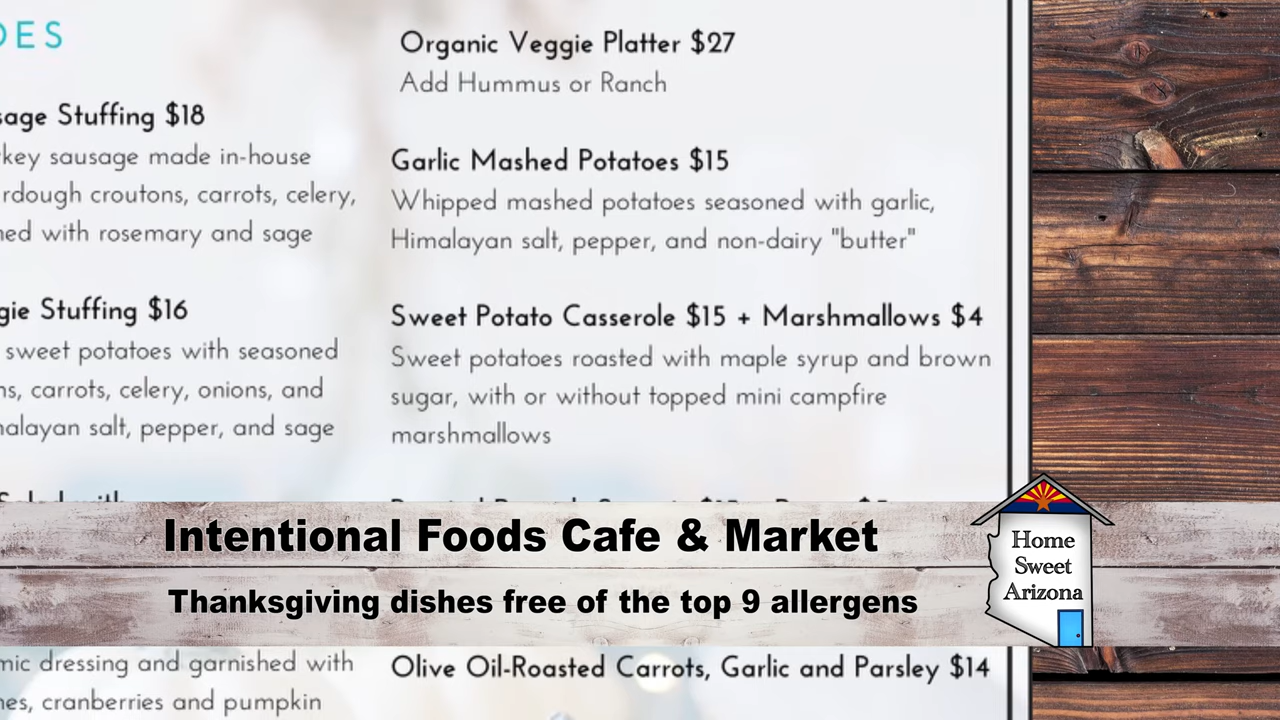 OES
sage Stuffing $18
key sausage made in-house
rdough croutons, carrots, celery,
ned with rosemary and sage
gie Stuffing $16
sweet potatoes with seasoned
ns, carrots, celery, onions, and
malayan salt, pepper, and sage
Organic Veggie Platter $27
Add Hummus or Ranch
Garlic Mashed Potatoes $15
Whipped mashed potatoes seasoned with garlic,
Himalayan salt, pepper, and non-dairy "butter"
Sweet Potato Casserole $15 + Marshmallows $4
Sweet potatoes roasted with maple syrup and brown
sugar, with or without topped mini campfire
marshmallows
Intentional Foods Cafe & Market
Thanksgiving dishes free of the top 9 allergens
Home
Sweet
Arizona
mic dressing and garnished with
nes, cranberries and pumpkin
Olive Oil-Roasted Carrots, Garlic and Parsley $14